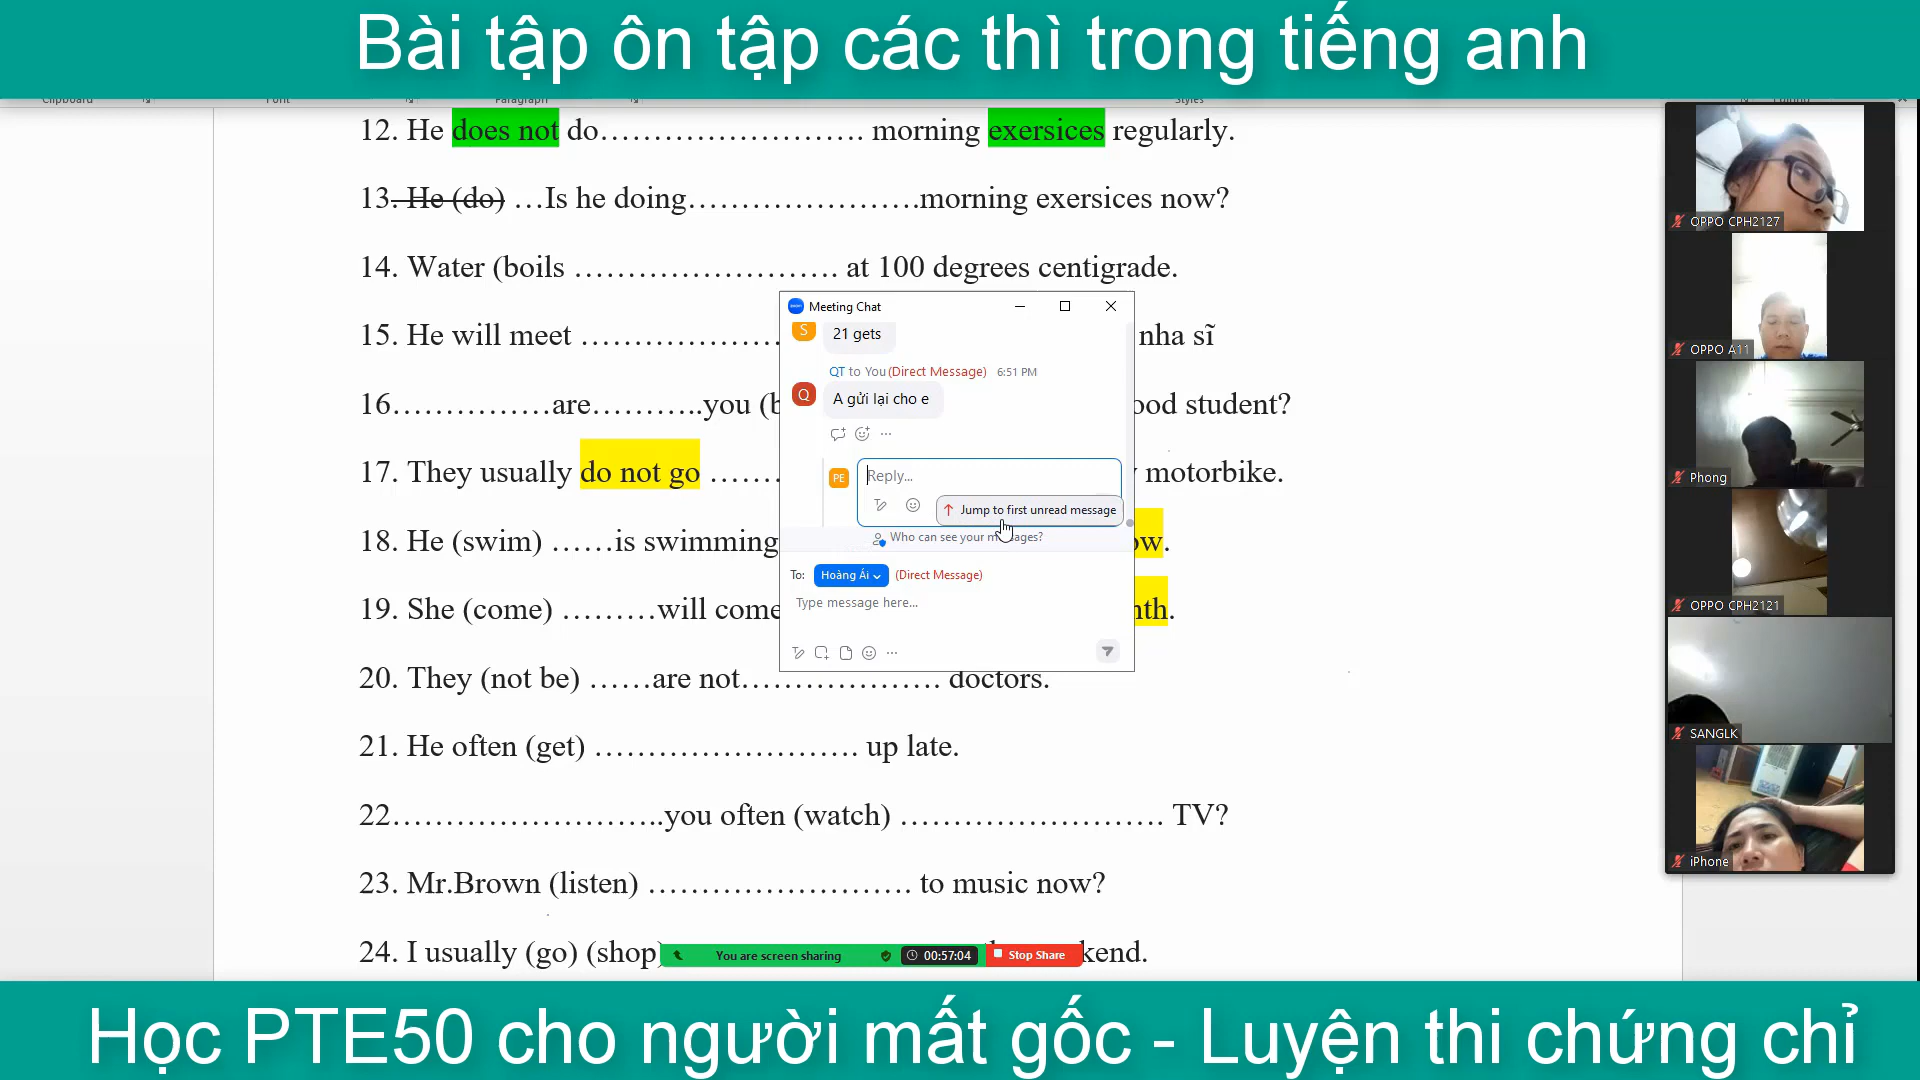 Bài tập ôn tập các thì trong tiếng anh
Clipboard
Font
Paragraph
Styles
Editing
12. He does not do……………………. morning exersices regularly.
13. He (do) …Is he doing………………….morning exersices now?
14. Water (boils ……………………. at 100 degrees centigrade.
15. He will meet ………………
nha sĩ
16……………are………..you (b
ood student?
17. They usually do not go ……
motorbike.
18. He (swim) ……is swimming
ow.
19. She (come) ………will come
nth.
20. They (not be) ……are not………………. doctors.
21. He often (get) ……………………. up late.
22…………………….you often (watch) ……………………. TV?
23. Mr.Brown (listen) ……………………. to music now?
24. I usually (go) (shop)
kend.
Meeting Chat
S
21 gets
QT to You(Direct Message) 6:51 PM
Q
A gửi lại cho e
PE
Reply...
Jump to first unread message
Who can see your messages?
To: Hoàng Ái (Direct Message)
Type message here...
You are screen sharing
00:57:04
Stop Share
OPPO CPH2127
OPPO A11
Phong
OPPO CPH2121
SANGLK
iPhone
Học PTE50 cho người mất gốc - Luyện thi chứng chỉ